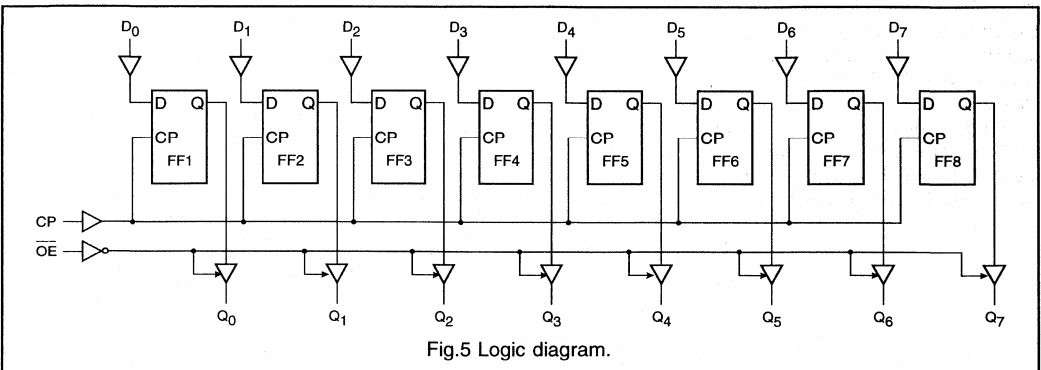 D0 D1 D2 D3 D4 D5 D6 D7
D Q D Q D Q D Q D Q D Q D Q D Q
CP CP CP CP CP CP CP CP
FF1 FF2 FF3 FF4 FF5 FF6 FF7 FF8
CP
OE
Q0 Q1 Q2 Q3 Q4 Q5 Q6 Q7
Fig.5 Logic diagram.